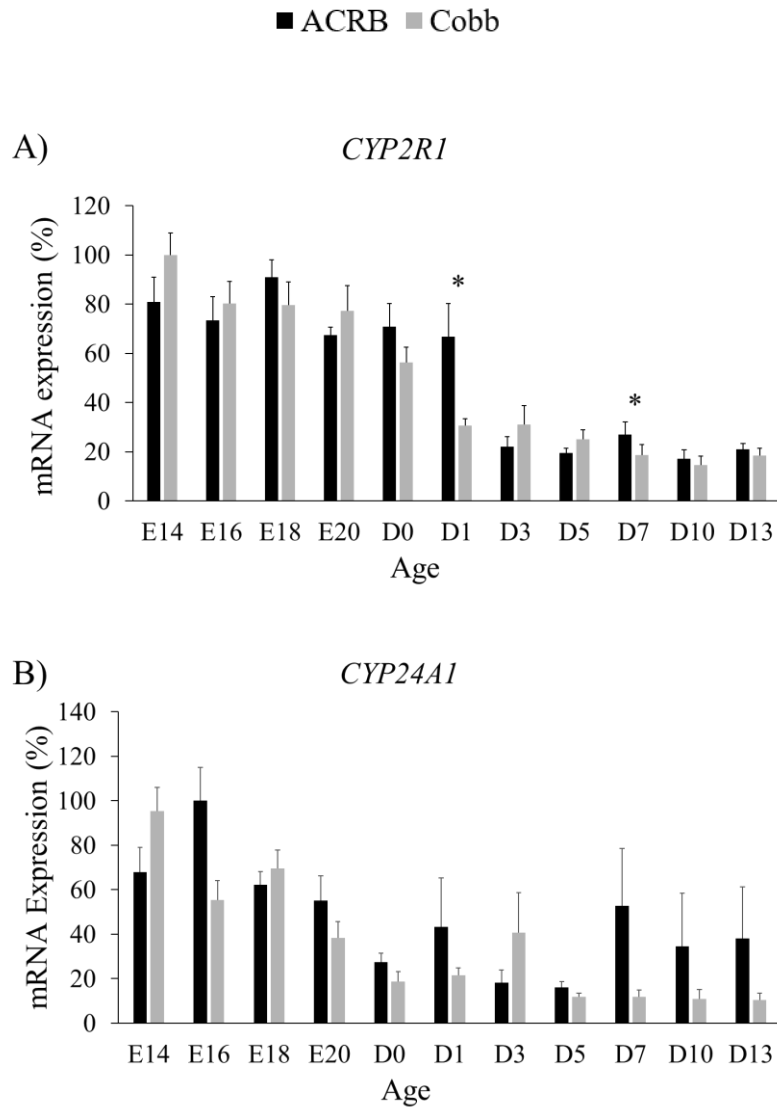 ACRB Cobb
A) CYP2R1
mRNA expression (%)
120
100
80
60
40
20
0
* *
E14 E16 E18 E20 D0 D1 D3 D5 D7 D10 D13
Age
B) CYP24A1
mRNA Expression (%)
140
120
100
80
60
40
20
0
E14 E16 E18 E20 D0 D1 D3 D5 D7 D10 D13
Age